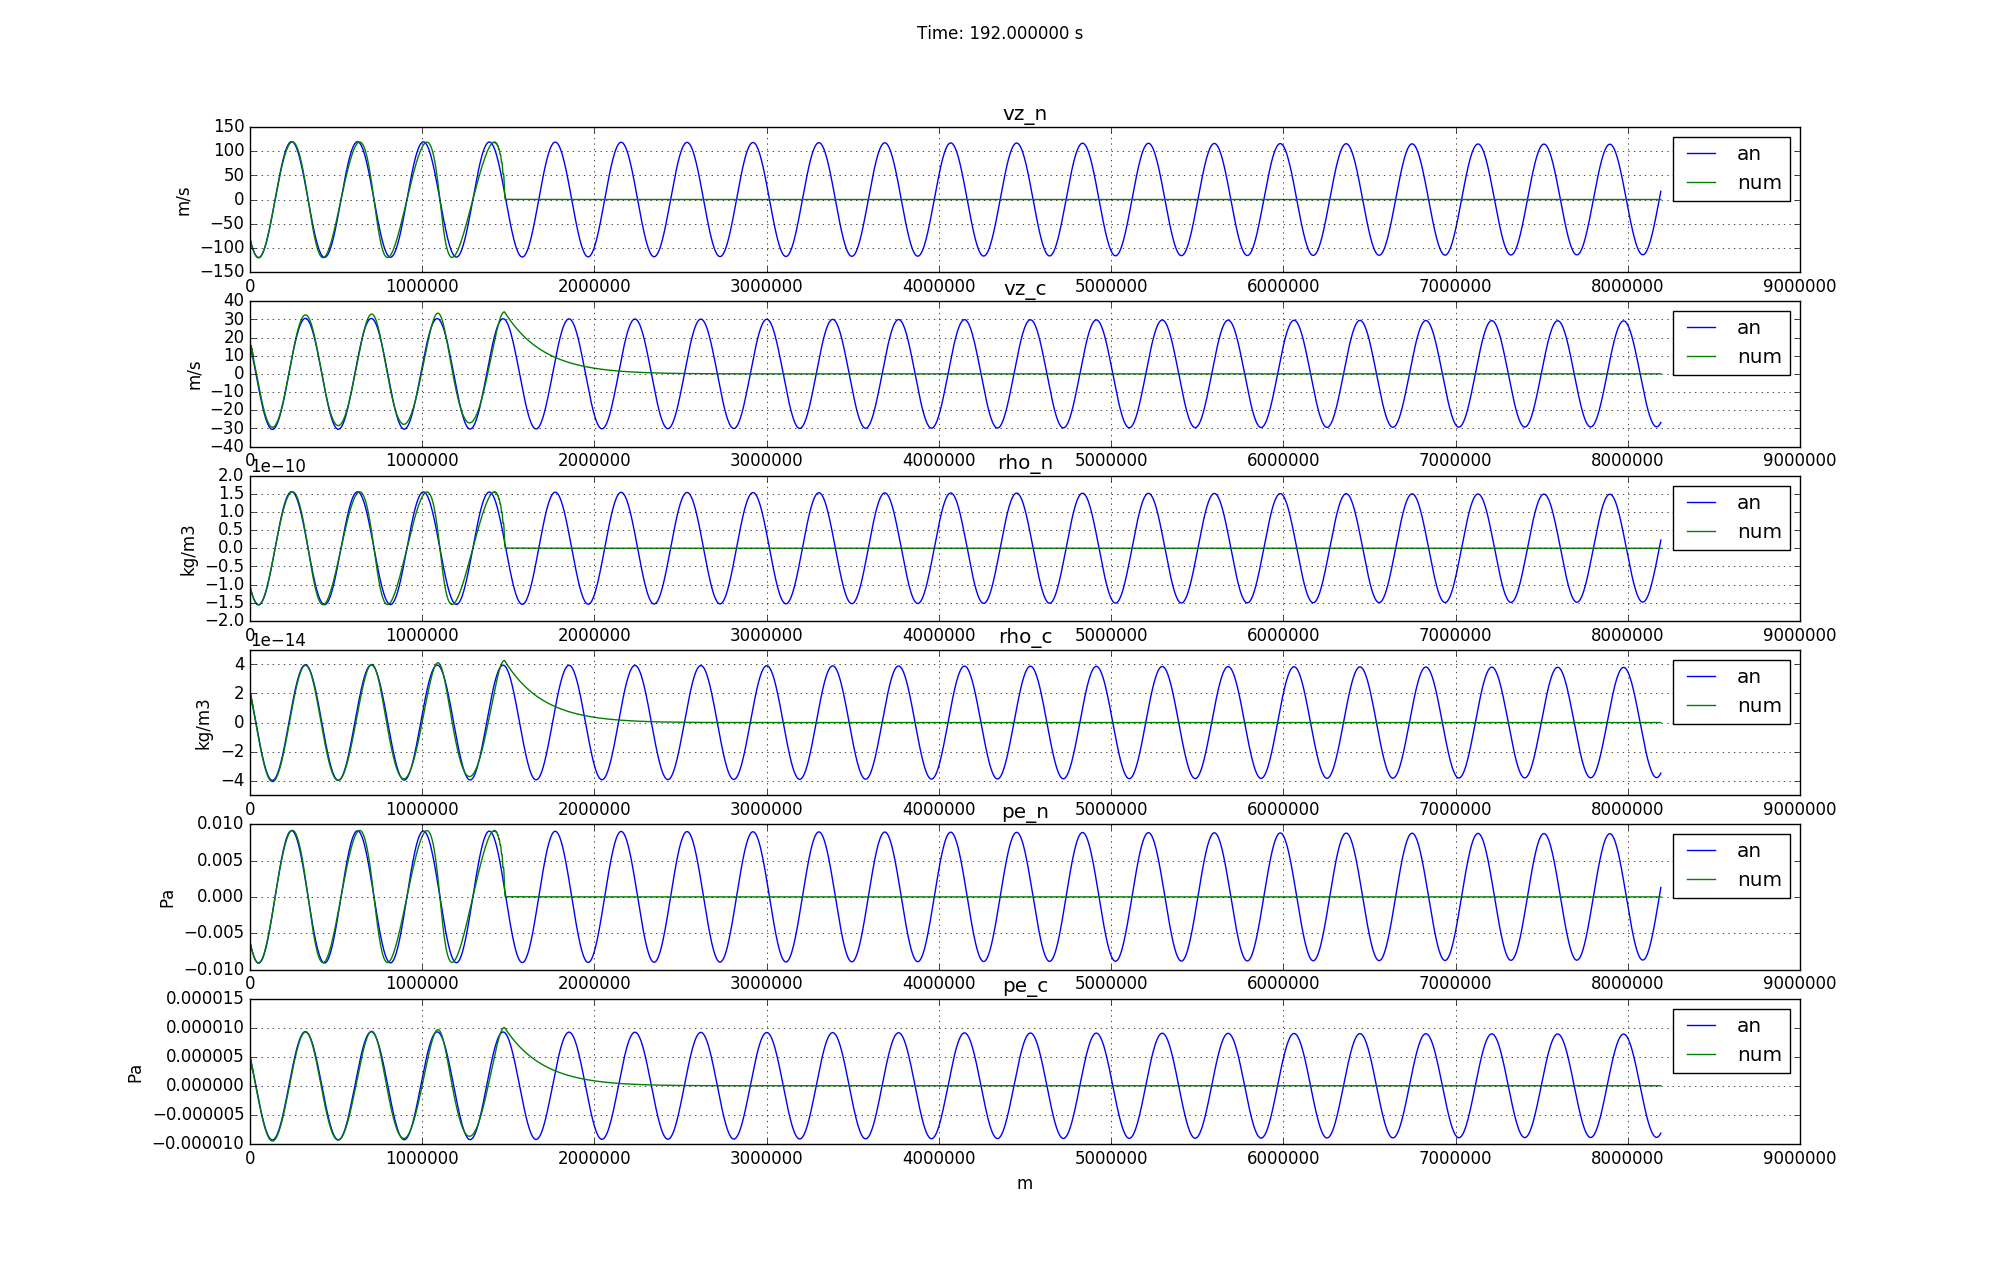 Time: 192.000000 s
vz_n
150
100
50
0
−50
−100
−150
m/s
an
num
0 1000000 2000000 3000000 4000000 5000000 6000000 7000000 8000000 9000000
vz_c
40
30
20
10
0
−10
−20
−30
−40
m/s
an
num
0 1000000 2000000 3000000 4000000 5000000 6000000 7000000 8000000 9000000
1e−10
rho_n
2.0
1.5
1.0
0.5
0.0
−0.5
−1.0
−1.5
−2.0
kg/m3
an
num
0 1000000 2000000 3000000 4000000 5000000 6000000 7000000 8000000 9000000
1e−14
rho_c
4
2
0
−2
−4
kg/m3
an
num
0 1000000 2000000 3000000 4000000 5000000 6000000 7000000 8000000 9000000
pe_n
0.010
0.005
0.000
−0.005
−0.010
Pa
an
num
0 1000000 2000000 3000000 4000000 5000000 6000000 7000000 8000000 9000000
pe_c
0.000015
0.000010
0.000005
0.000000
−0.000005
−0.000010
Pa
an
num
0 1000000 2000000 3000000 4000000 5000000 6000000 7000000 8000000 9000000
m